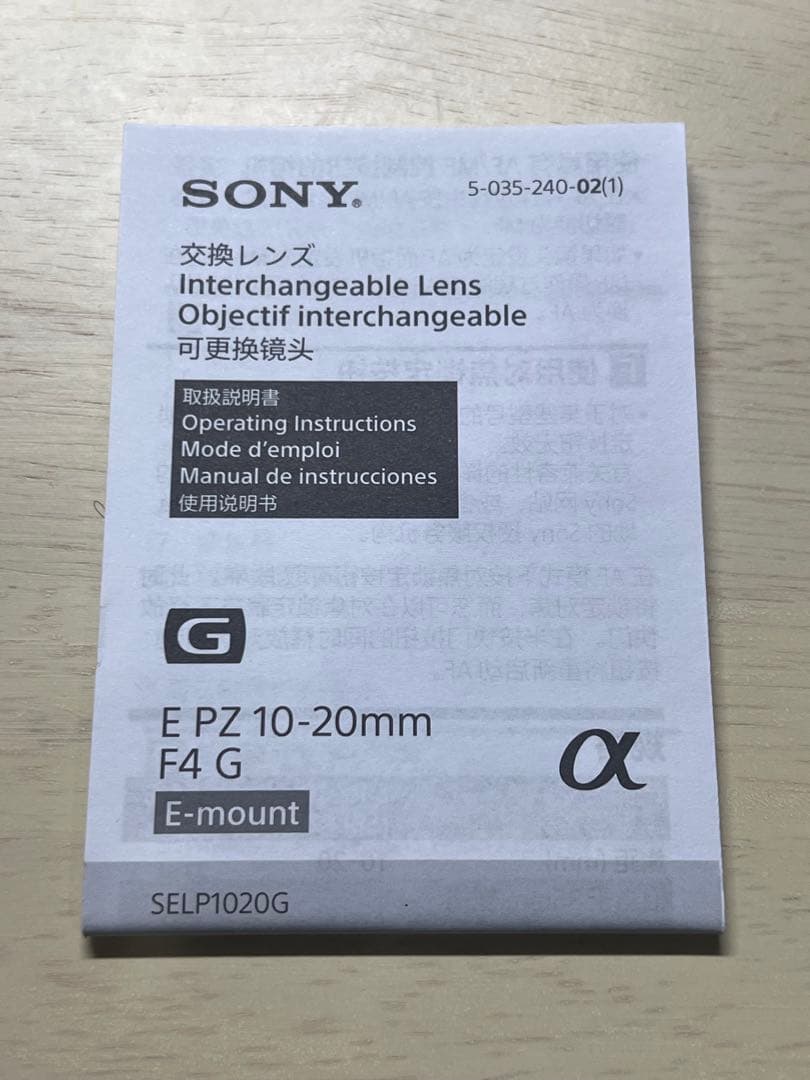 SONY®
5-035-240-02(1)
交換レンズ
Interchangeable Lens
Objectif interchangeable
可更换镜头
取扱説明書
Operating Instructions
Mode d'emploi
Manual de instrucciones
使用说明书
G
E PZ 10-20mm
F4 G
α
E-mount
SELP1020G